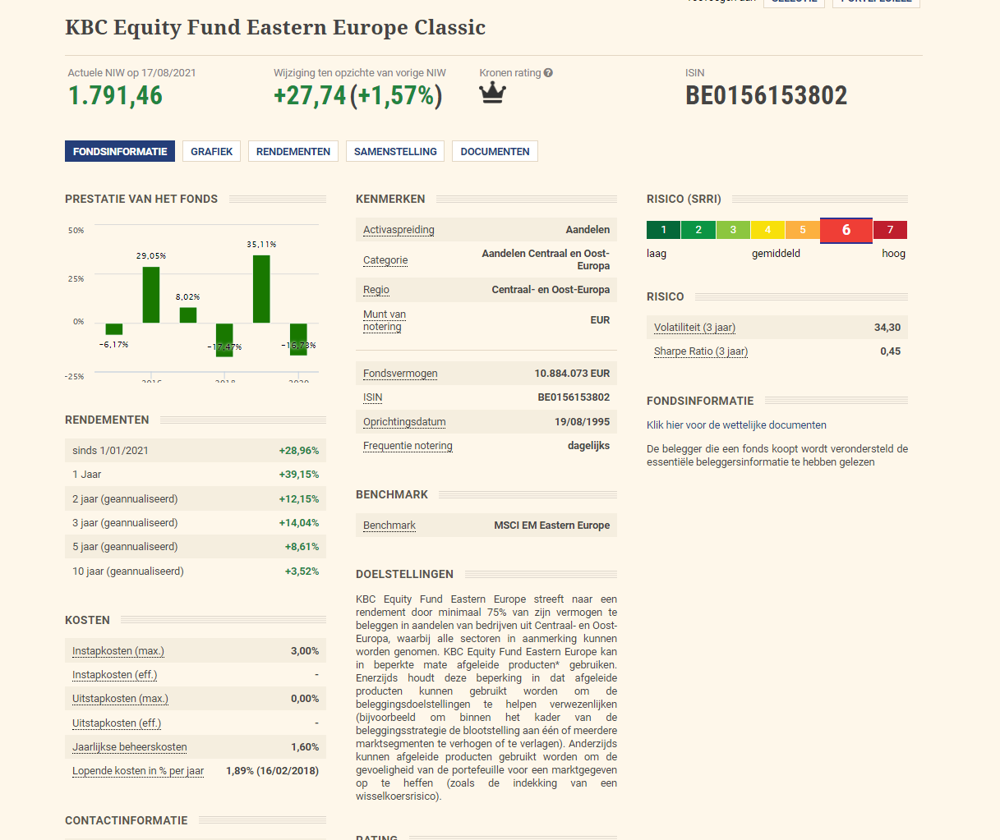 KBC Equity Fund Eastern Europe Classic
Actuele NIW op 17/08/2021
1.791,46
Wijziging ten opzichte van vorige NIW
+27,74 (+1,57%)
Kronen rating ?
ISIN
BE0156153802
FONDSINFORMATIE
GRAFIEK
RENDEMENTEN
SAMENSTELLING
DOCUMENTEN
PRESTATIE VAN HET FONDS
50%
25%
0%
-25%
-6,17%
29,05%
8,02%
-17,47%
35,11%
-16,73%
2016
2018
2020
RENDEMENTEN
sinds 1/01/2021 +28,96%
1 Jaar +39,15%
2 jaar (geannualiseerd) +12,15%
3 jaar (geannualiseerd) +14,04%
5 jaar (geannualiseerd) +8,61%
10 jaar (geannualiseerd) +3,52%
KOSTEN
Instapkosten (max.) 3,00%
Instapkosten (eff.) -
Uitstapkosten (max.) 0,00%
Uitstapkosten (eff.) -
Jaarlijkse beheerskosten 1,60%
Lopende kosten in % per jaar 1,89% (16/02/2018)
CONTACTINFORMATIE
KENMERKEN
Activaspreiding Aandelen
Categorie Aandelen Centraal en Oost-
Europa
Regio Centraal- en Oost-Europa
Munt van
notering EUR
Fondsvermogen 10.884.073 EUR
ISIN BE0156153802
Oprichtingsdatum 19/08/1995
Frequentie notering dagelijks
BENCHMARK
Benchmark MSCI EM Eastern Europe
DOELSTELLINGEN
KBC Equity Fund Eastern Europe streeft naar een
rendement door minimaal 75% van zijn vermogen te
beleggen in aandelen van bedrijven uit Centraal- en Oost-
Europa, waarbij alle sectoren in aanmerking kunnen
worden genomen. KBC Equity Fund Eastern Europe kan
in beperkte mate afgeleide producten* gebruiken.
Enerzijds houdt deze beperking in dat afgeleide
producten kunnen gebruikt worden om de
beleggingsdoelstellingen te helpen verwezenlijken
(bijvoorbeeld om binnen het kader van de
beleggingsstrategie de blootstelling aan één of meerdere
marktsegmenten te verhogen of te verlagen). Anderzijds
kunnen afgeleide producten gebruikt worden om de
gevoeligheid van de portefeuille voor een marktgegeven
op te heffen (zoals de indekking van een
wisselkoersrisico).
RATING
RISICO (SRRI)
1 2 3 4 5 6 7
laag gemiddeld hoog
RISICO
Volatiliteit (3 jaar) 34,30
Sharpe Ratio (3 jaar) 0,45
FONDSINFORMATIE
Klik hier voor de wettelijke documenten
De belegger die een fonds koopt wordt verondersteld de
essentiële beleggersinformatie te hebben gelezen